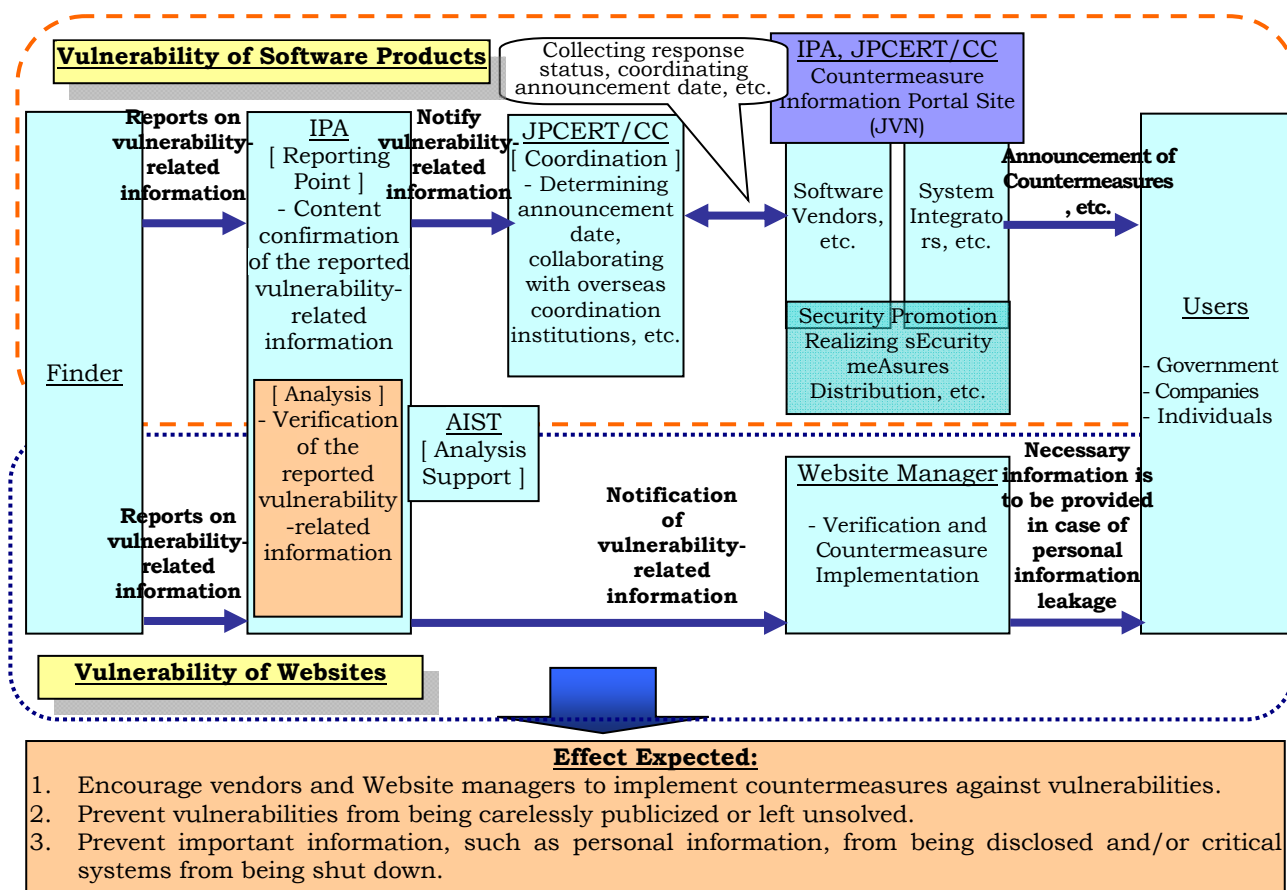 Vulnerability of Software Products
Collecting response
status, coordinating
announcement date, etc.
IPA, JPCERT/CC
Countermeasure
Information Portal Site
(JVN)
Finder
Reports on
vulnerability-
related
information
IPA
[ Reporting
Point ]
- Content
confirmation
of the reported
vulnerability-
related
information
Notify
vulnerability-
related
information
JPCERT/CC
[ Coordination ]
- Determining
announcement
date,
collaborating
with overseas
coordination
institutions, etc.
Software
Vendors,
etc.
System
Integrato
rs, etc.
Announcement of
Countermeasures
, etc.
Security Promotion
Realizing sEcurity
meAsures
Distribution, etc.
Users
- Government
- Companies
- Individuals
[ Analysis ]
- Verification
of the
reported
vulnerability
-related
information
AIST
[ Analysis
Support ]
Reports on
vulnerability-
related
information
Notification
of
vulnerability-
related
information
Website Manager
- Verification and
Countermeasure
Implementation
Necessary
information is
to be provided
in case of
personal
information
leakage
Vulnerability of Websites
Effect Expected:
1. Encourage vendors and Website managers to implement countermeasures against vulnerabilities.
2. Prevent vulnerabilities from being carelessly publicized or left unsolved.
3. Prevent important information, such as personal information, from being disclosed and/or critical
systems from being shut down.